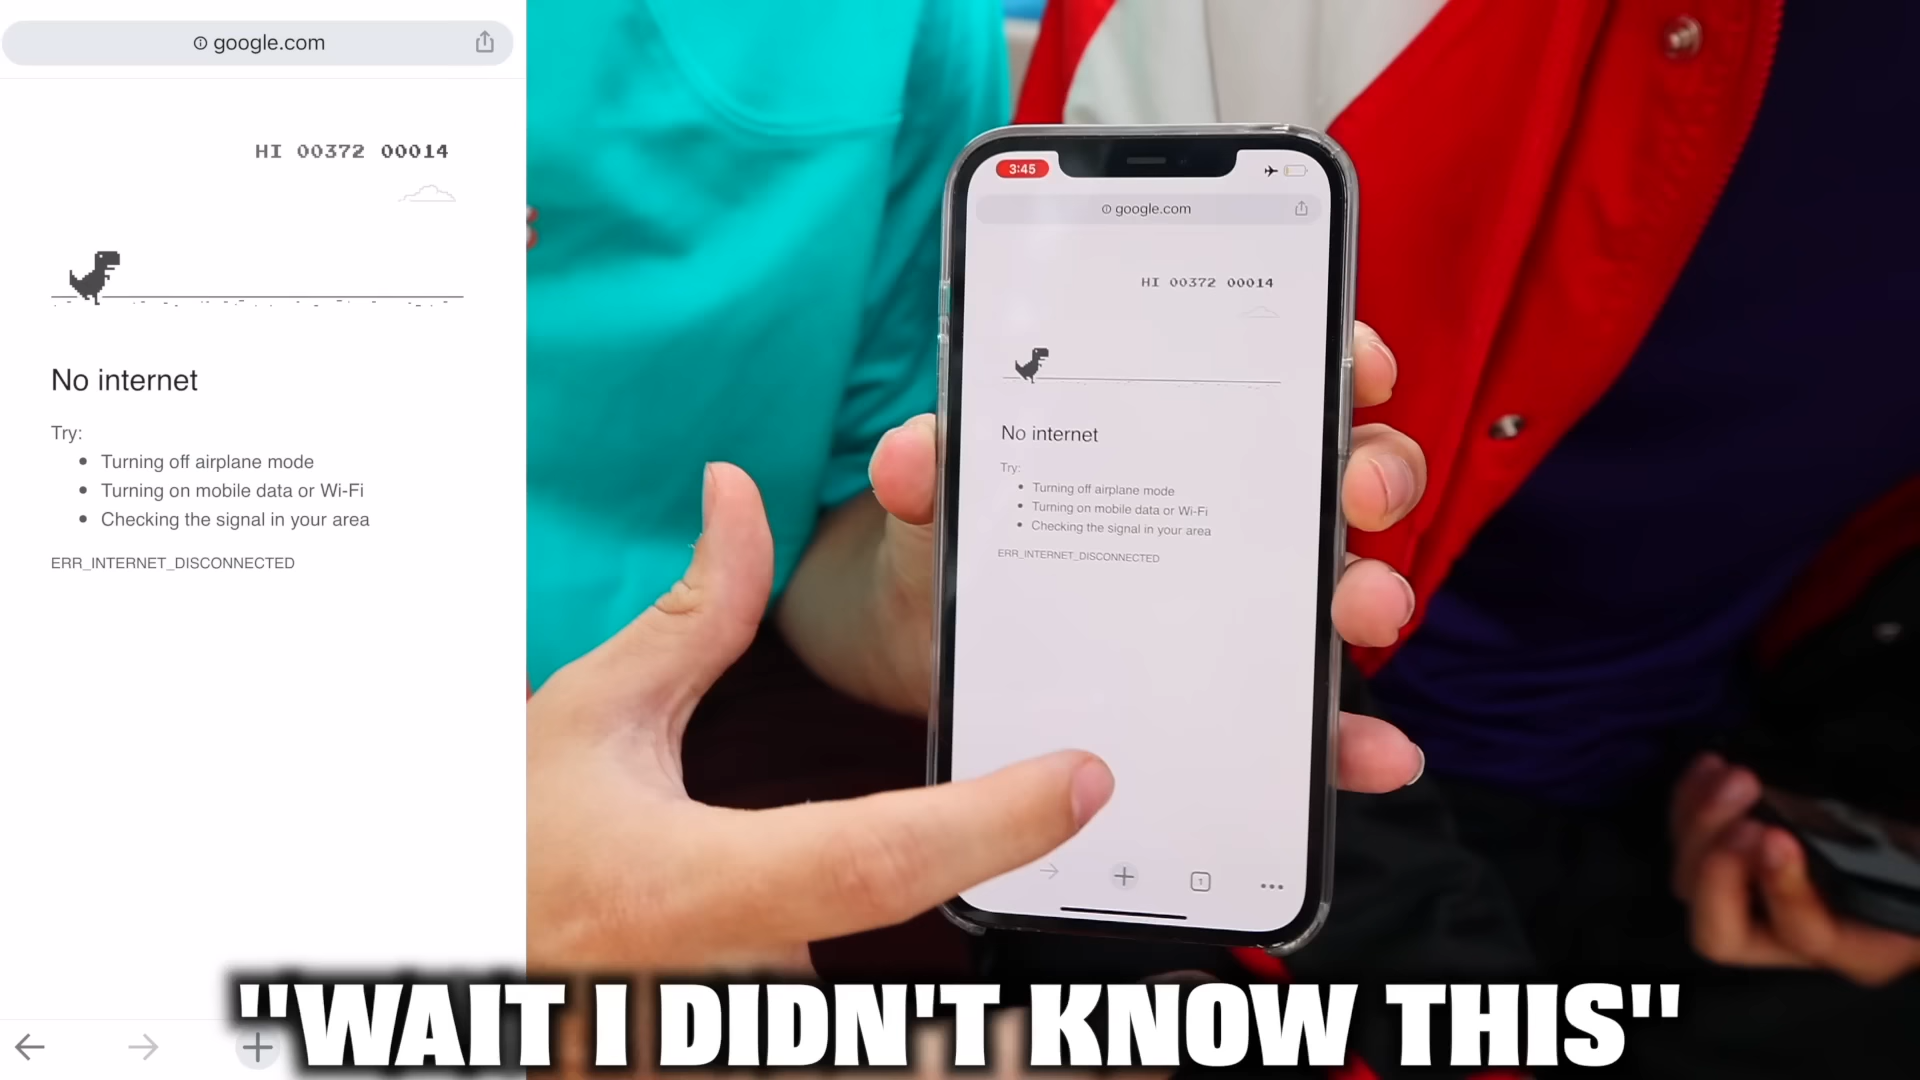 google.com
HI 00372 00014
No internet
Try:
• Turning off airplane mode
• Turning on mobile data or Wi-Fi
• Checking the signal in your area
ERR_INTERNET_DISCONNECTED
3:45
google.com
HI 00372 00014
No internet
Try:
• Turning off airplane mode
• Turning on mobile data or Wi-Fi
• Checking the signal in your area
ERR_INTERNET_DISCONNECTED
1
"WAIT I DIDN'T KNOW THIS"